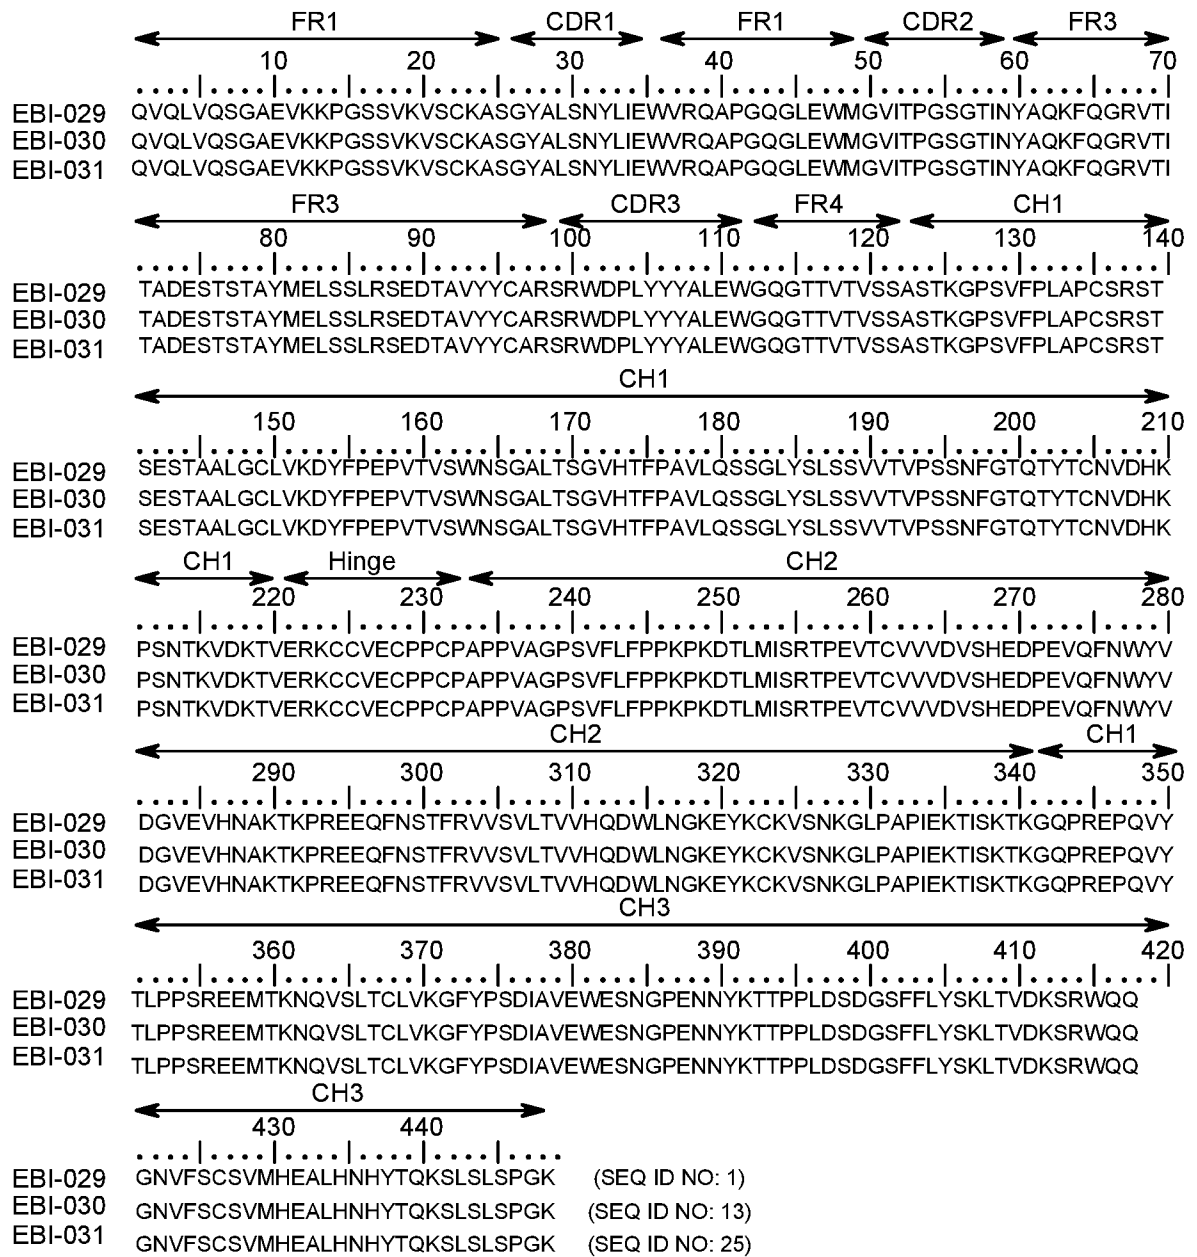 FR1 CDR1 FR1 CDR2 FR3
10 20 30 40 50 60 70
EBI-029 QVQLVQSGAEVKKPGSSVKVSCKASGYALSNYLIEWVRQAPGQGLEWMGVITPGSGTINYAQKFQGRVTI
EBI-030 QVQLVQSGAEVKKPGSSVKVSCKASGYALSNYLIEWVRQAPGQGLEWMGVITPGSGTINYAQKFQGRVTI
EBI-031 QVQLVQSGAEVKKPGSSVKVSCKASGYALSNYLIEWVRQAPGQGLEWMGVITPGSGTINYAQKFQGRVTI
FR3 CDR3 FR4 CH1
80 90 100 110 120 130 140
EBI-029 TADESTSTAYMELSSLRSEDTAVYYCARSRWDPLYYYALEWGQGTTVTVSSASTKGPSVFPLAPCSRST
EBI-030 TADESTSTAYMELSSLRSEDTAVYYCARSRWDPLYYYALEWGQGTTVTVSSASTKGPSVFPLAPCSRST
EBI-031 TADESTSTAYMELSSLRSEDTAVYYCARSRWDPLYYYALEWGQGTTVTVSSASTKGPSVFPLAPCSRST
CH1
150 160 170 180 190 200 210
EBI-029 SESTAALGCLVKDYFPEPVTVSWNSGALTSGVHTFPAVLQSSGLYSLSSVVTVPSSNFGTQTYTCNVDHK
EBI-030 SESTAALGCLVKDYFPEPVTVSWNSGALTSGVHTFPAVLQSSGLYSLSSVVTVPSSNFGTQTYTCNVDHK
EBI-031 SESTAALGCLVKDYFPEPVTVSWNSGALTSGVHTFPAVLQSSGLYSLSSVVTVPSSNFGTQTYTCNVDHK
CH1 Hinge CH2
220 230 240 250 260 270 280
EBI-029 PSNTKVDKTVERKCCVECPPCPAPPVAGPSVFLFPPKPKDTLMISRTPEVTCVVVDVSHEDPEVQFNWYV
EBI-030 PSNTKVDKTVERKCCVECPPCPAPPVAGPSVFLFPPKPKDTLMISRTPEVTCVVVDVSHEDPEVQFNWYV
EBI-031 PSNTKVDKTVERKCCVECPPCPAPPVAGPSVFLFPPKPKDTLMISRTPEVTCVVVDVSHEDPEVQFNWYV
CH2 CH1
290 300 310 320 330 340 350
EBI-029 DGVEVHNAKTKPREEQFNSTFRVVSVLTVVHQDWLNGKEYKCKVSNKGLPAPIEKTISKTKGQPREPQVY
EBI-030 DGVEVHNAKTKPREEQFNSTFRVVSVLTVVHQDWLNGKEYKCKVSNKGLPAPIEKTISKTKGQPREPQVY
EBI-031 DGVEVHNAKTKPREEQFNSTFRVVSVLTVVHQDWLNGKEYKCKVSNKGLPAPIEKTISKTKGQPREPQVY
CH3
360 370 380 390 400 410 420
EBI-029 TLPPSREEMTKNQVSLTCLVKGFYPSDIAVEWESNGPENNYKTTPPLDSDGSFFLYSKLTVDKSRWQQ
EBI-030 TLPPSREEMTKNQVSLTCLVKGFYPSDIAVEWESNGPENNYKTTPPLDSDGSFFLYSKLTVDKSRWQQ
EBI-031 TLPPSREEMTKNQVSLTCLVKGFYPSDIAVEWESNGPENNYKTTPPLDSDGSFFLYSKLTVDKSRWQQ
CH3
430 440
EBI-029 GNVFSCSVMHEALHNHYTQKSLSLSPGK (SEQ ID NO: 1)
EBI-030 GNVFSCSVMHEALHNHYTQKSLSLSPGK (SEQ ID NO: 13)
EBI-031 GNVFSCSVMHEALHNHYTQKSLSLSPGK (SEQ ID NO: 25)